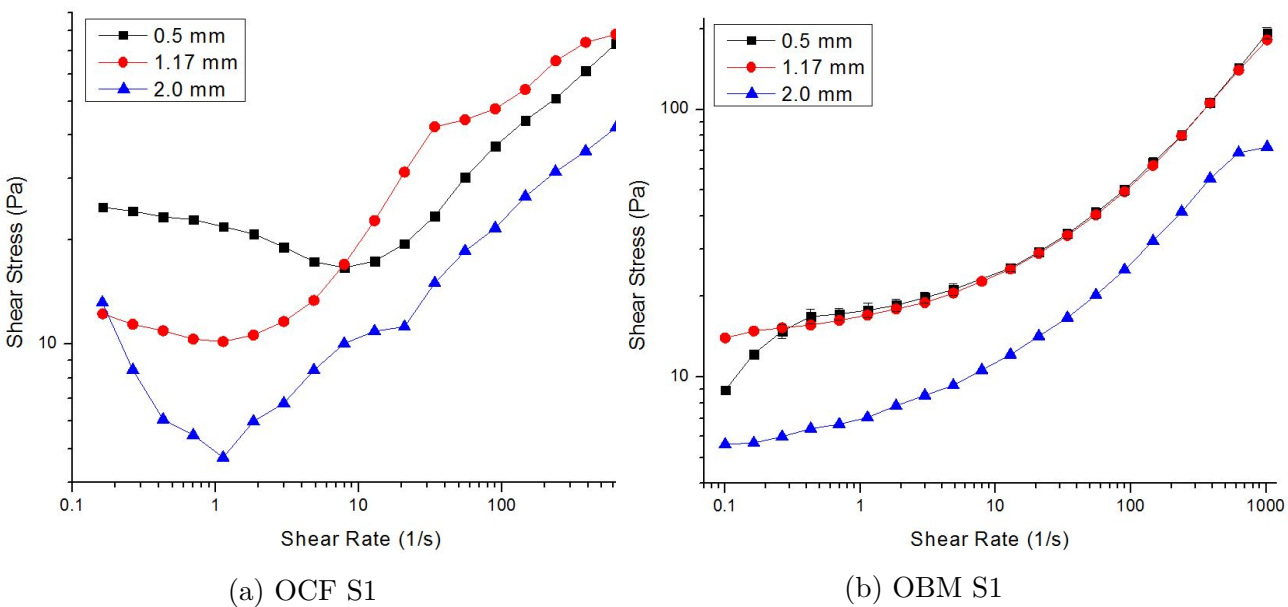 0.5 mm
1.17 mm
2.0 mm
Shear Stress (Pa)
10
0.1 1 10 100
Shear Rate (1/s)
(a) OCF S1
0.5 mm
1.17 mm
2.0 mm
Shear Stress (Pa)
100
10
0.1 1 10 100 1000
Shear Rate (1/s)
(b) OBM S1